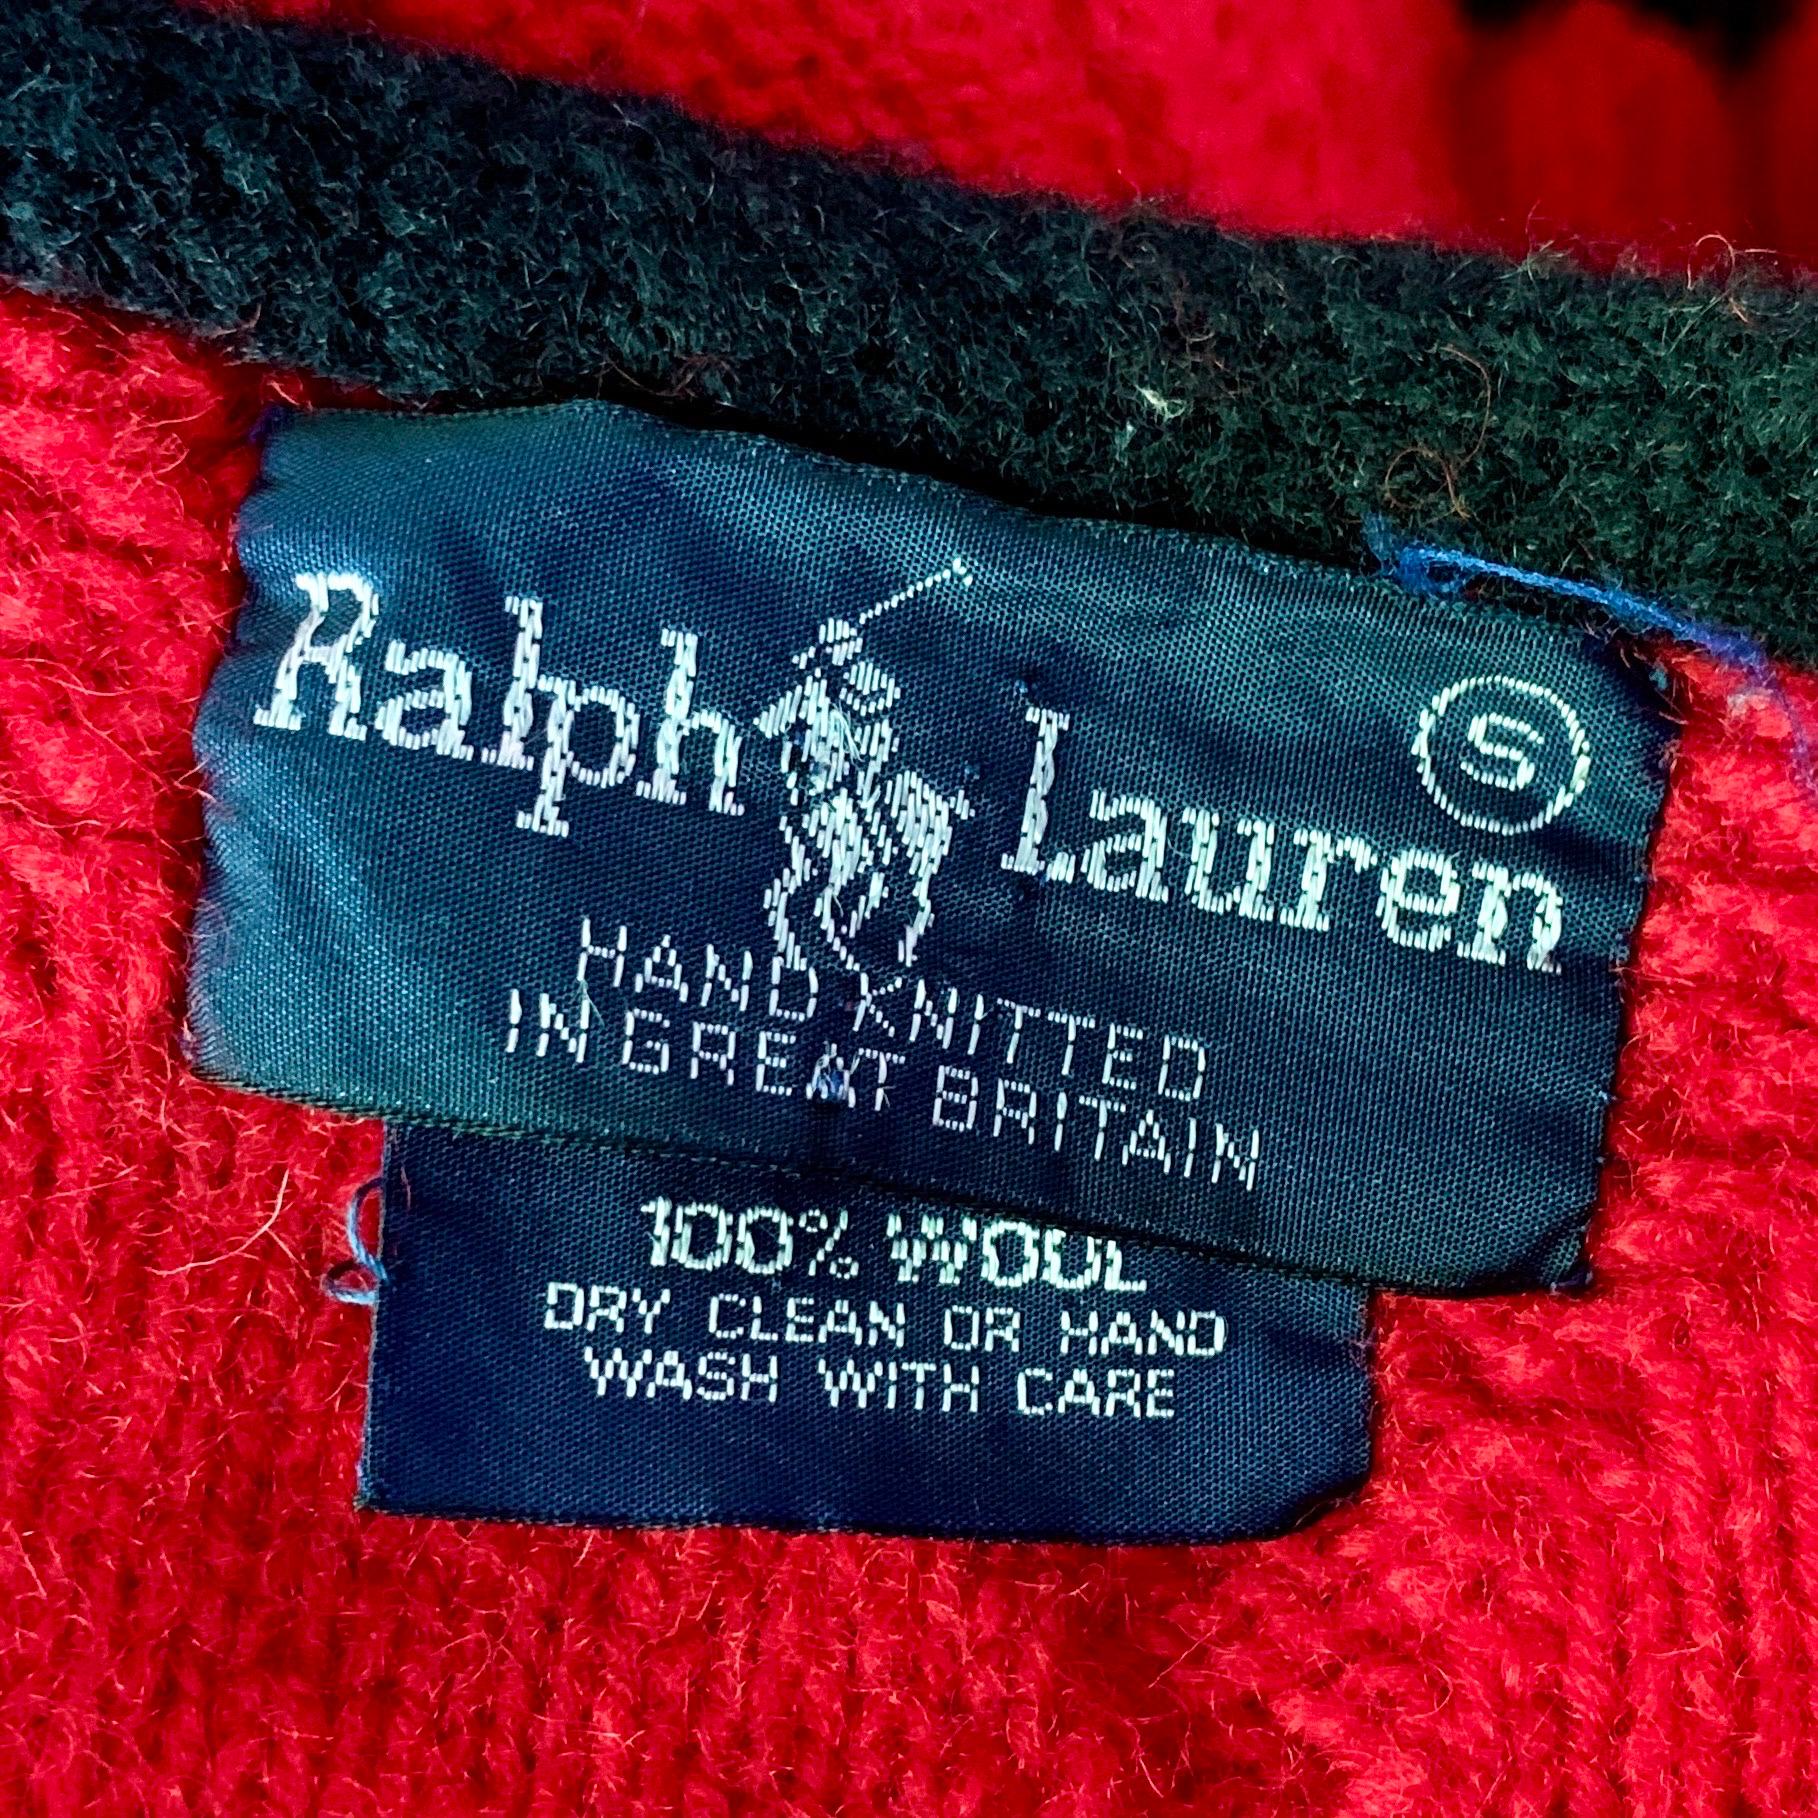 Ralph Lauren
S
HAND KNITTED
IN GREAT BRITAIN
100% WOOL
DRY CLEAN OR HAND
WASH WITH CARE